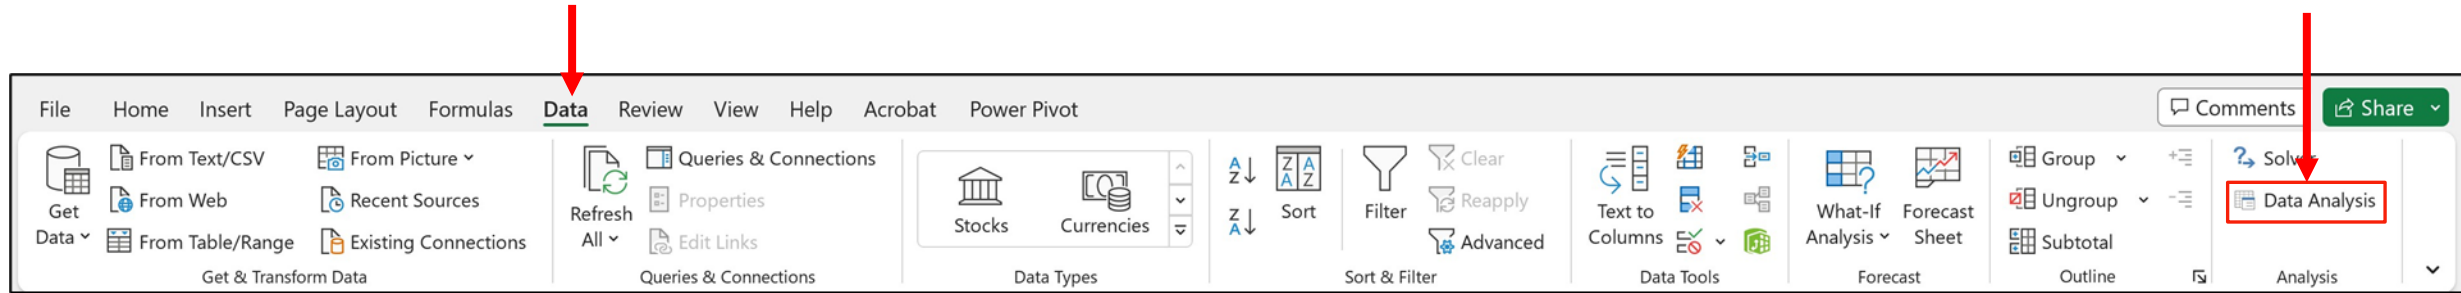 File Home Insert Page Layout Formulas Data Review View Help Acrobat Power Pivot Comments Share
Get Data
From Text/CSV
From Web
From Table/Range
From Picture
Recent Sources
Existing Connections
Get & Transform Data
Refresh All
Queries & Connections
Properties
Edit Links
Queries & Connections
Stocks
Currencies
Data Types
Sort
Filter
Clear
Reapply
Advanced
Sort & Filter
Text to Columns
Data Tools
What-If Analysis
Forecast Sheet
Forecast
Group
Ungroup
Subtotal
Outline
Solver
Data Analysis
Analysis